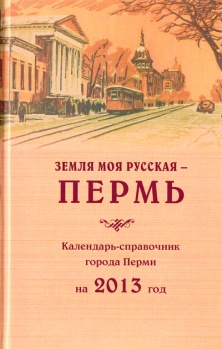 ЗЕМЛЯ МОЯ РУССКАЯ –
ПЕРМЬ
Календарь-справочник
города Перми
на 2013 год